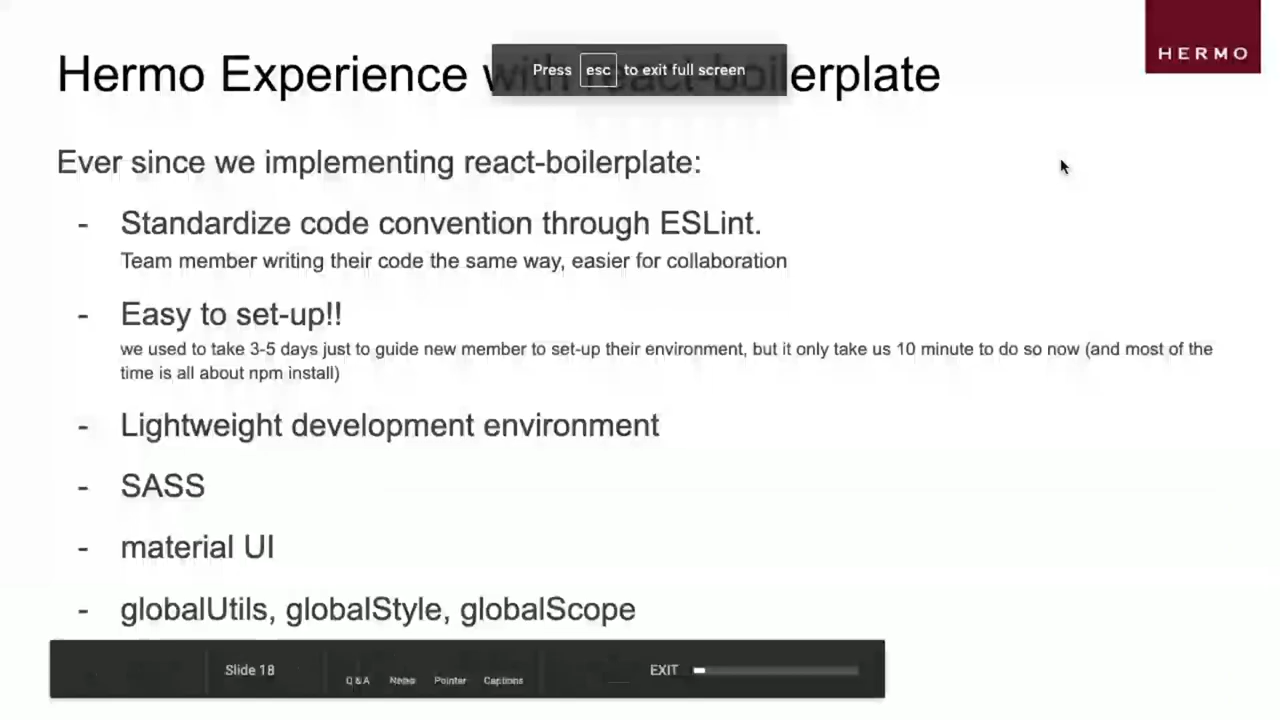 HERMO
Hermo Experience with react-boilerplate
Press esc to exit full screen
Ever since we implementing react-boilerplate:
- Standardize code convention through ESLint.
Team member writing their code the same way, easier for collaboration
- Easy to set-up!!
we used to take 3-5 days just to guide new member to set-up their environment, but it only take us 10 minute to do so now (and most of the
time is all about npm install)
- Lightweight development environment
- SASS
- material UI
- globalUtils, globalStyle, globalScope
Slide 18 Q & A Notes Pointer Captions EXIT